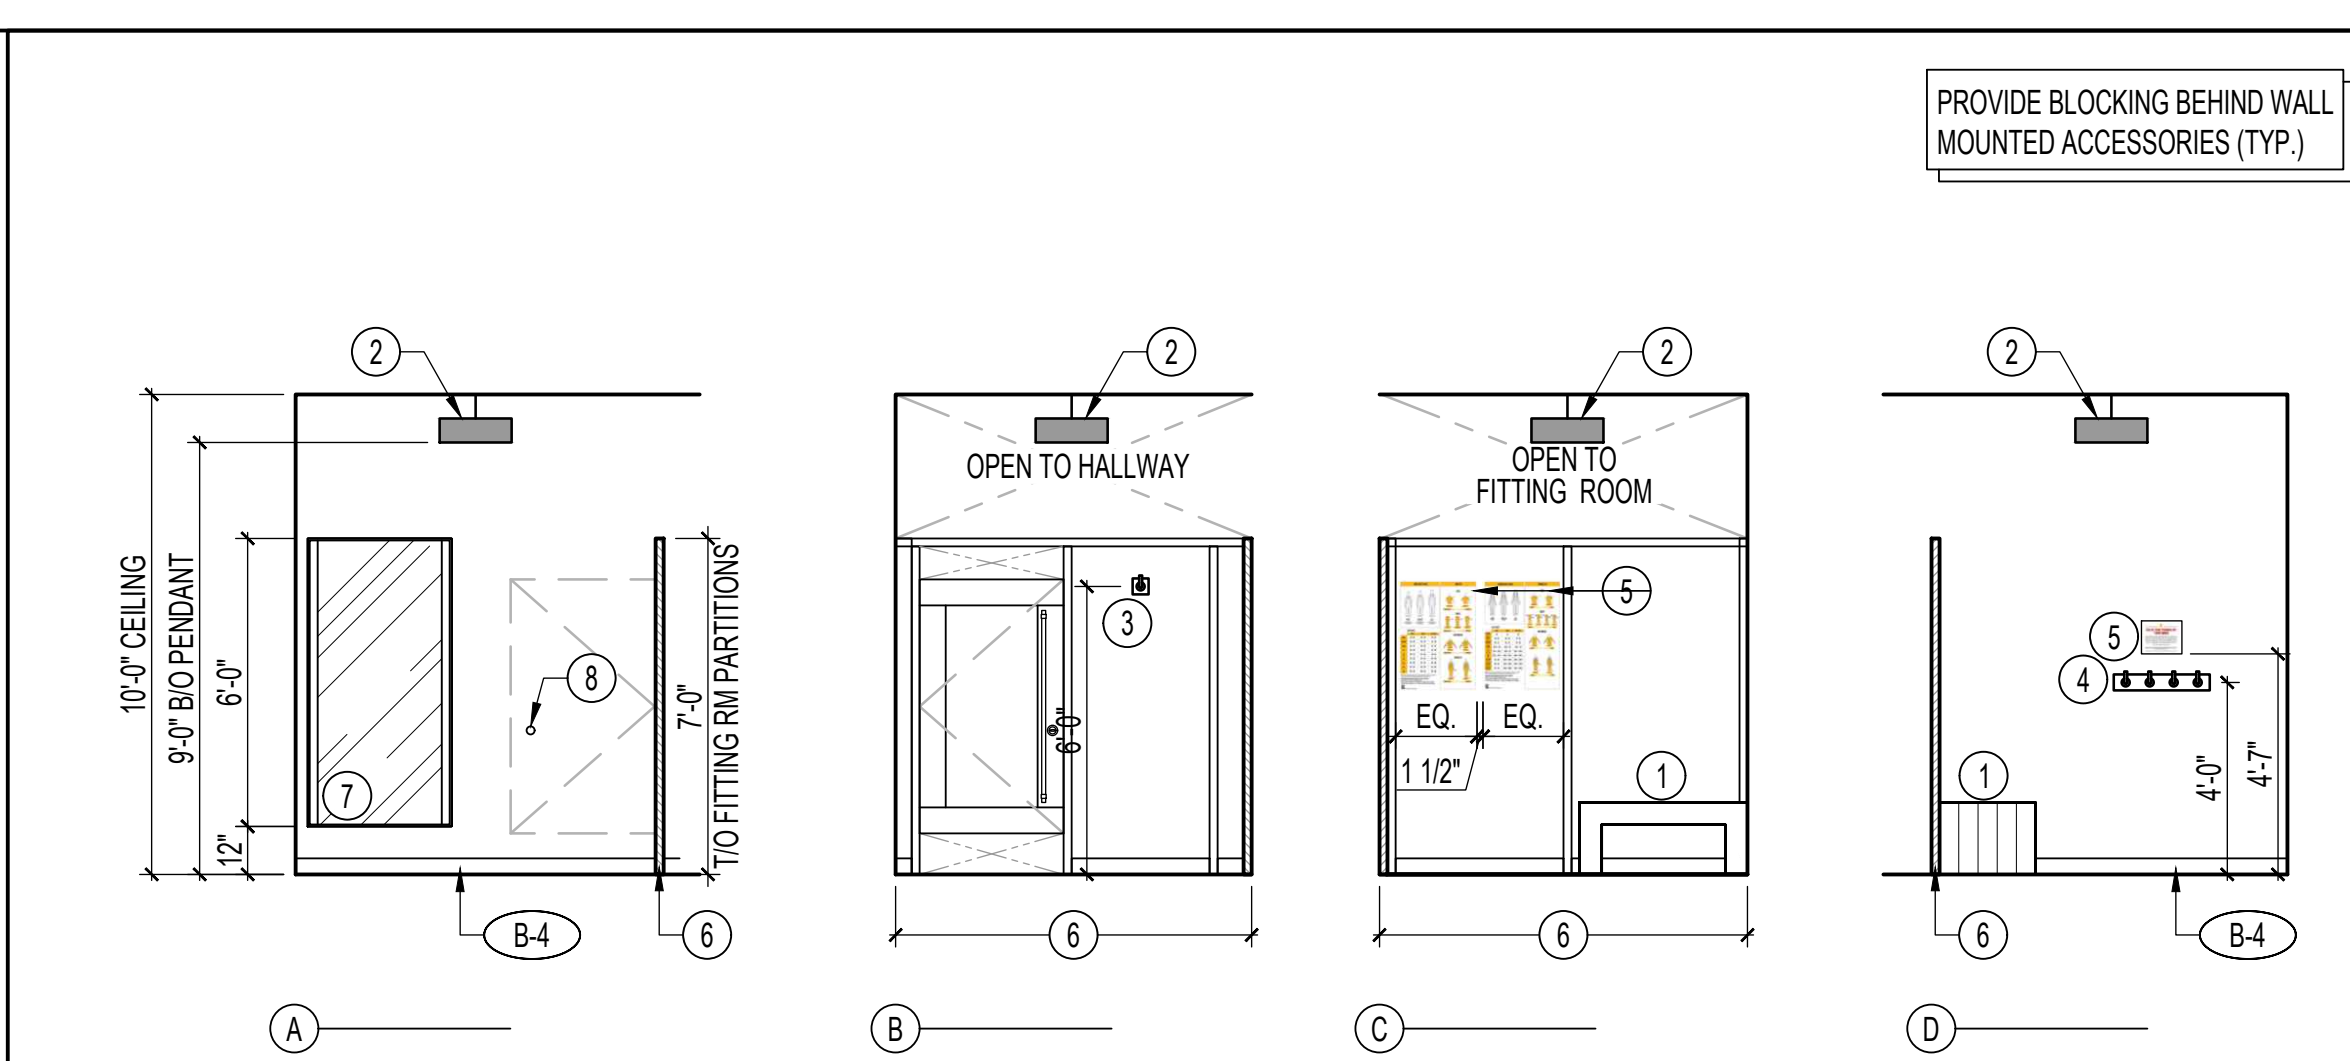 PROVIDE BLOCKING BEHIND WALL
MOUNTED ACCESSORIES (TYP.)
2
2
2
2
OPEN TO HALLWAY
OPEN TO
FITTING ROOM
10'-0" CEILING
9'-0" B/O PENDANT
6'-0"
12"
7
8
7'-0"
T/O FITTING RM PARTITIONS
3
6'-0"
5
EQ.
EQ.
1 1/2"
1
5
4
1
4'-0"
4'-7"
B-4
6
6
6
6
B-4
A
B
C
D